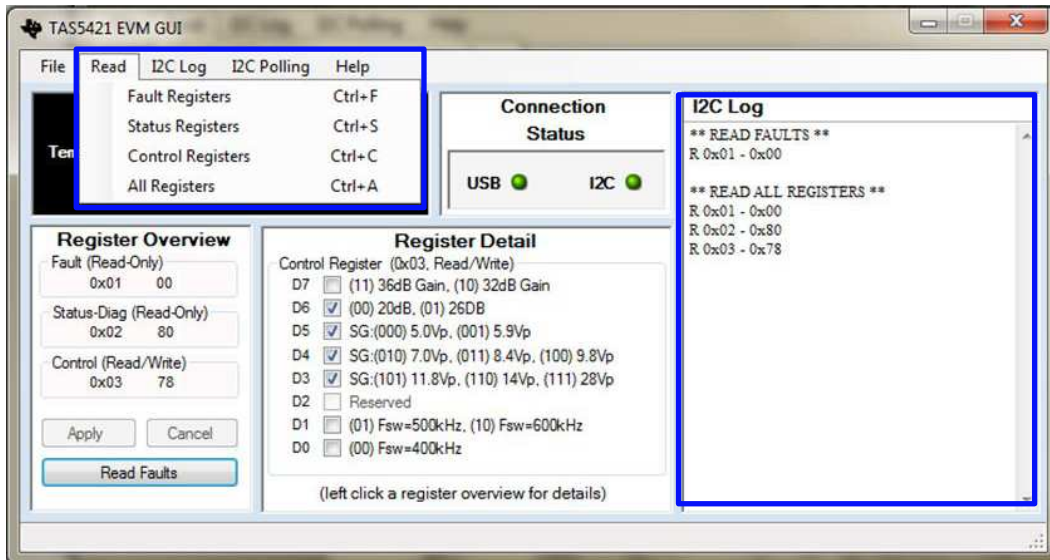 TAS5421 EVM GUI
File Read I2C Log I2C Polling Help
Fault Registers Ctrl+F
Status Registers Ctrl+S
Control Registers Ctrl+C
All Registers Ctrl+A
Connection
Status
USB I2C
I2C Log
** READ FAULTS **
R 0x01 - 0x00
** READ ALL REGISTERS **
R 0x01 - 0x00
R 0x02 - 0x80
R 0x03 - 0x78
Register Overview
Fault (Read-Only)
0x01 00
Status-Diag (Read-Only)
0x02 80
Control (Read/Write)
0x03 78
Apply Cancel
Read Faults
Register Detail
Control Register (0x03, Read/Write)
D7 (11) 36dB Gain, (10) 32dB Gain
D6 (00) 20dB, (01) 26DB
D5 SG:(000) 5.0Vp, (001) 5.9Vp
D4 SG:(010) 7.0Vp, (011) 8.4Vp, (100) 9.8Vp
D3 SG:(101) 11.8Vp, (110) 14Vp, (111) 28Vp
D2 Reserved
D1 (01) Fsw=500kHz, (10) Fsw=600kHz
D0 (00) Fsw=400kHz
(left click a register overview for details)